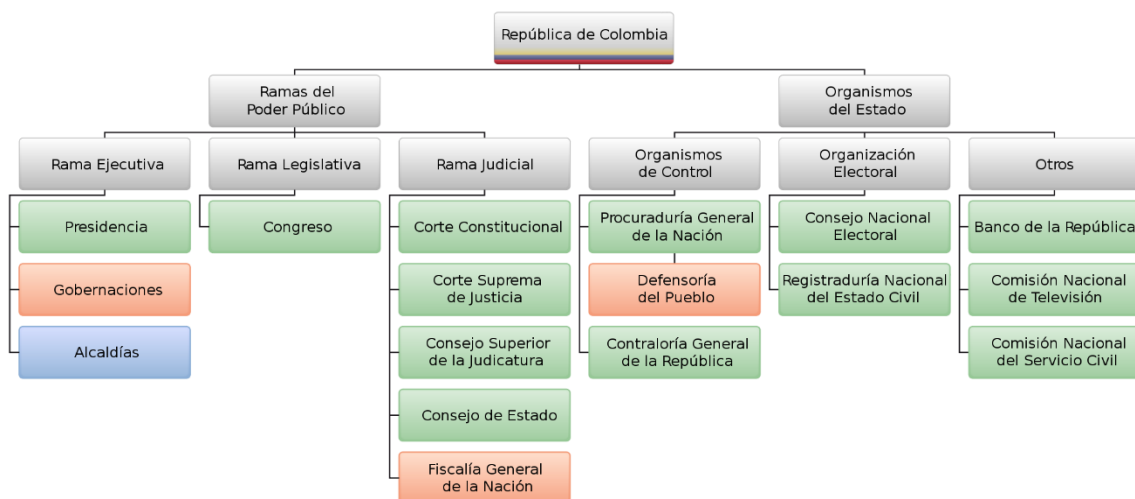 República de Colombia
Ramas del
Poder Público
Organismos
del Estado
Rama Ejecutiva
Rama Legislativa
Rama Judicial
Organismos
de Control
Organización
Electoral
Otros
Presidencia
Gobernaciones
Alcaldías
Congreso
Corte Constitucional
Corte Suprema
de Justicia
Consejo Superior
de la Judicatura
Consejo de Estado
Fiscalía General
de la Nación
Procuraduría General
de la Nación
Defensoría
del Pueblo
Contraloría General
de la República
Consejo Nacional
Electoral
Registraduría Nacional
del Estado Civil
Banco de la República
Comisión Nacional
de Televisión
Comisión Nacional
del Servicio Civil